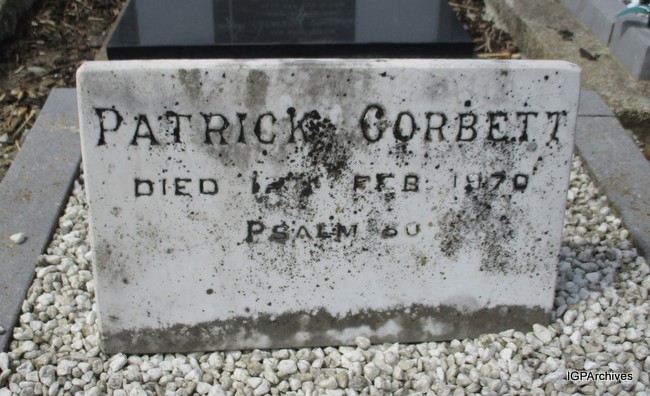 PATRICK CORBETT
DIED FEB 1970
PSALM
IGPArchives